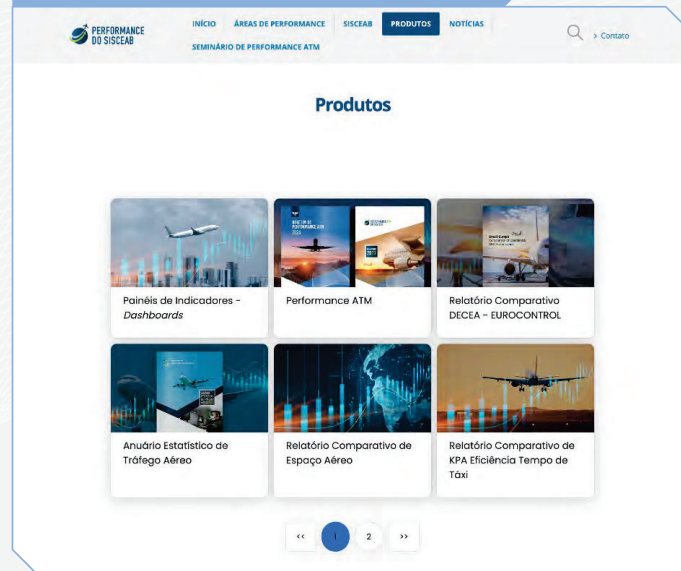 PERFORMANCE
DO SISCEAB
INÍCIO ÁREAS DE PERFORMANCE SISCEAB PRODUTOS NOTÍCIAS
SEMINÁRIO DE PERFORMANCE ATM
> Contato
Produtos
Painéis de Indicadores -
Dashboards
Performance ATM
Relatório Comparativo
DECEA - EUROCONTROL
Anuário Estatístico de
Tráfego Aéreo
Relatório Comparativo de
Espaço Aéreo
Relatório Comparativo de
KPA Eficiência Tempo de
Táxi
<< 1 2 >>